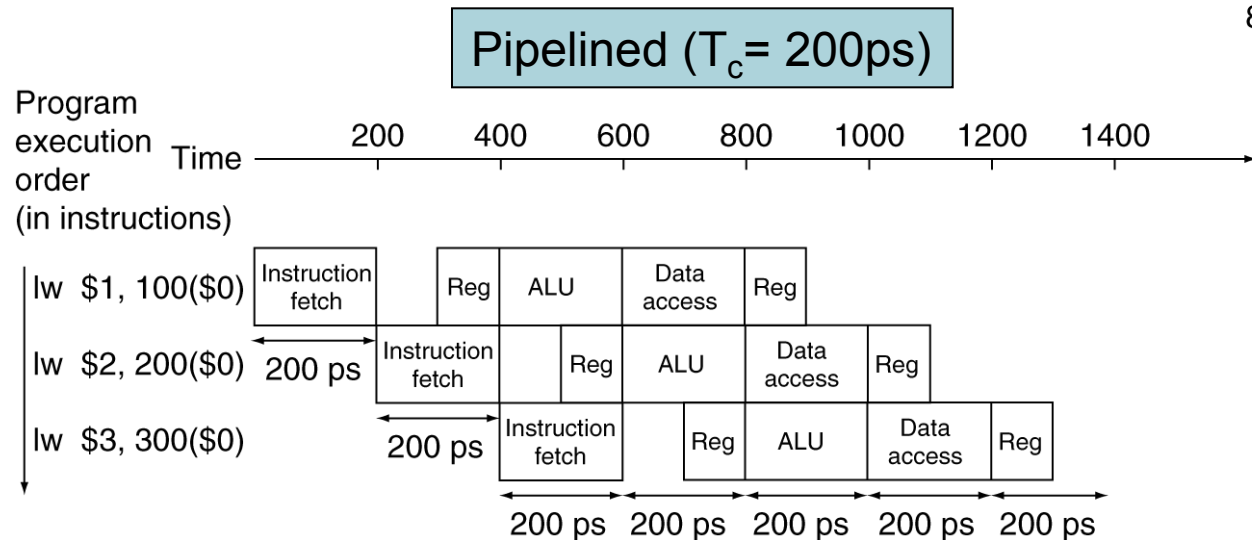 8
Pipelined (Tc= 200ps)
Program
execution
order
(in instructions)
Time
200 400 600 800 1000 1200 1400
lw $1, 100($0)
Instruction
fetch
Reg
ALU
Data
access
Reg
200 ps
lw $2, 200($0)
Instruction
fetch
Reg
ALU
Data
access
Reg
200 ps
lw $3, 300($0)
Instruction
fetch
Reg
ALU
Data
access
Reg
200 ps 200 ps 200 ps 200 ps 200 ps